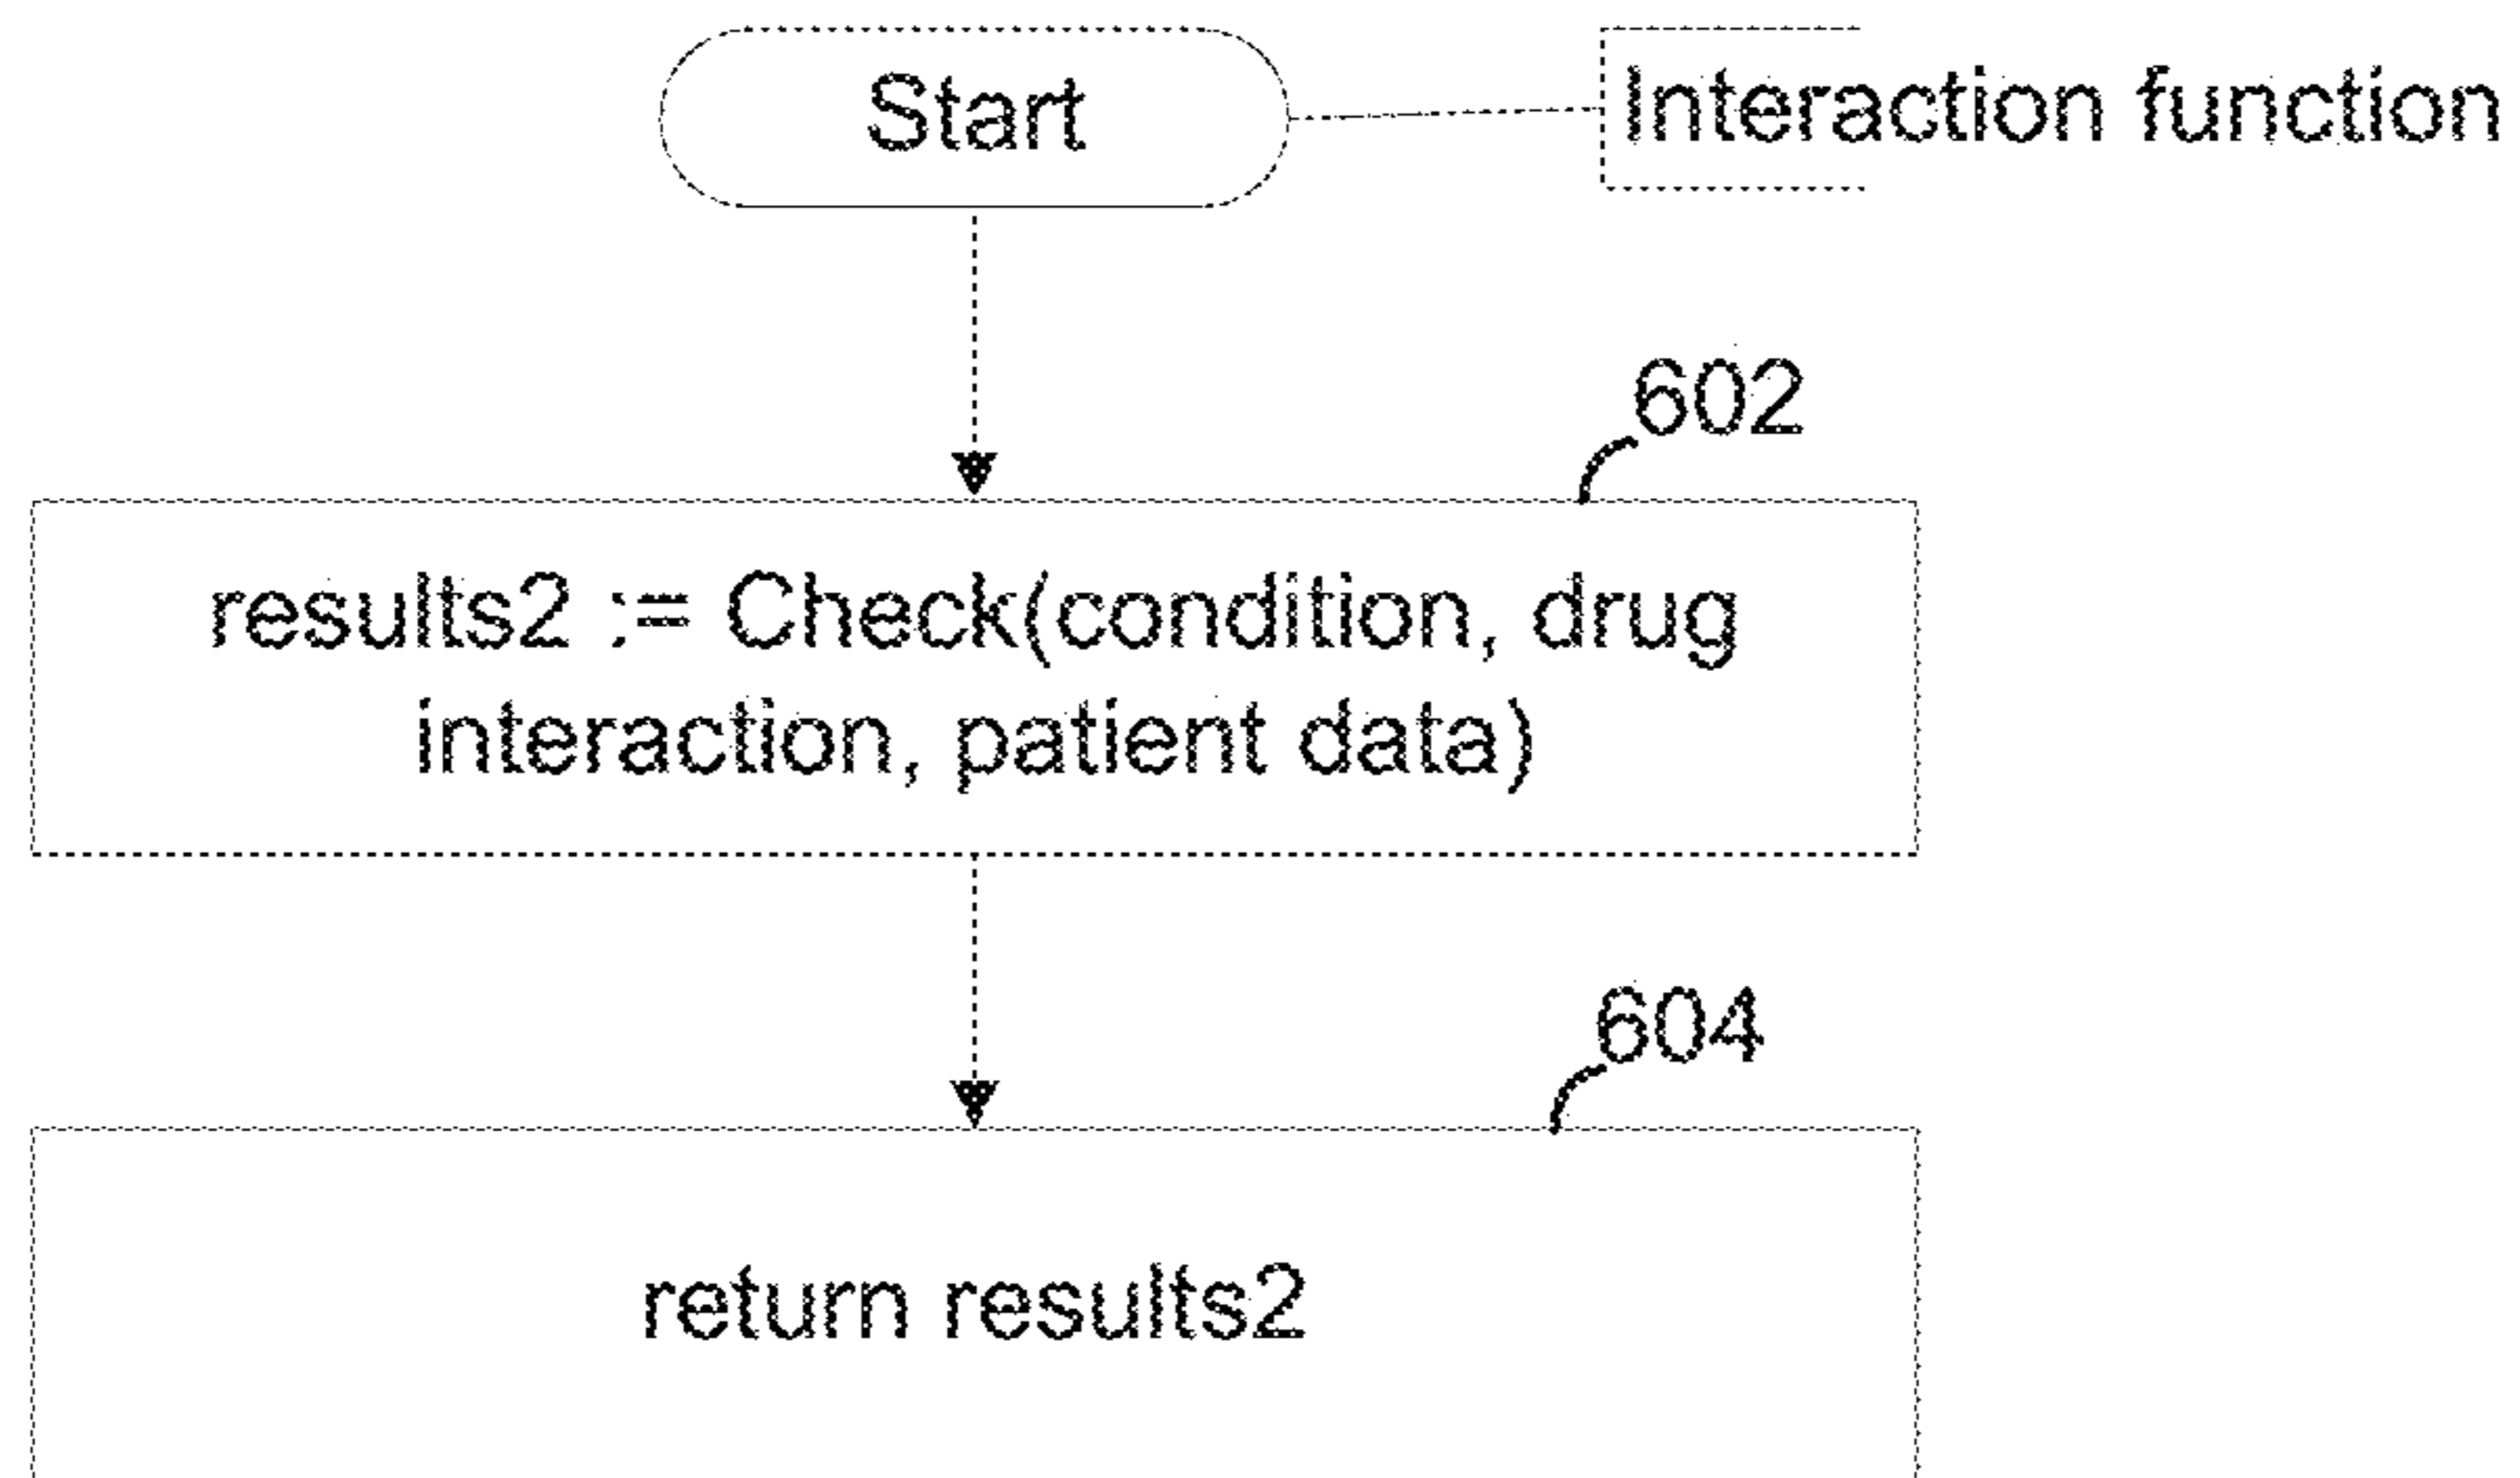 Start
Interaction function
602
results2 := Check(condition, drug
interaction, patient data)
604
return results2